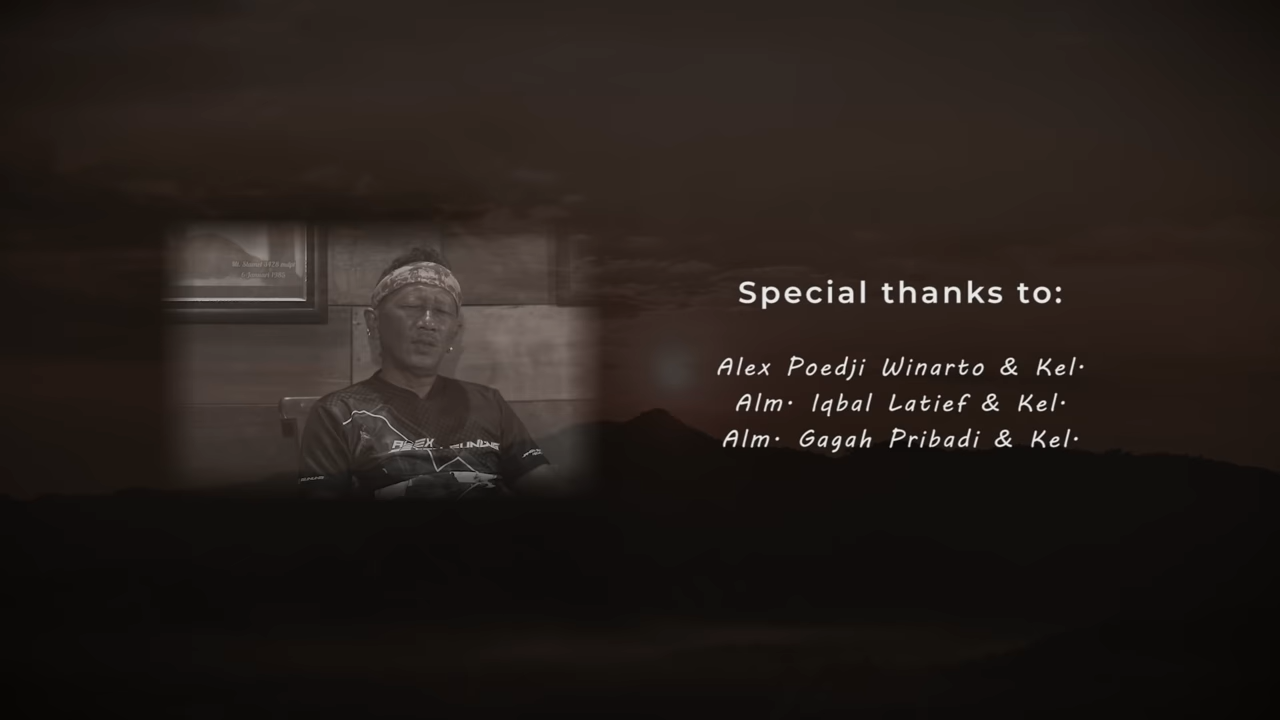 Special thanks to:
Alex Poedji Winarto & Kel.
Alm. Iqbal Latief & Kel.
Alm. Gagah Pribadi & Kel.